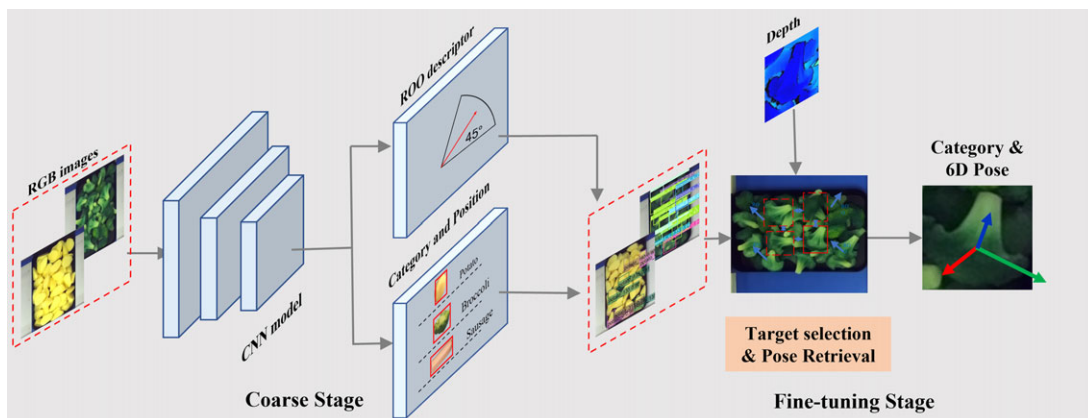 RGB images
CNN model
ROO descriptor
45°
Category and Position
Potato
Broccoli
Sausage
Coarse Stage
Depth
Target selection
& Pose Retrieval
Category &
6D Pose
Fine-tuning Stage